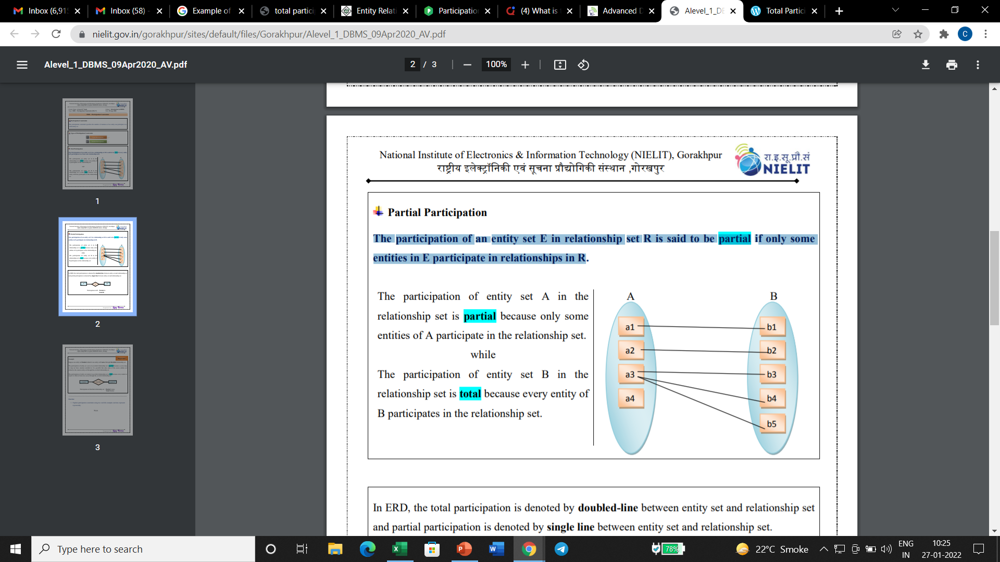 Inbox (6,91
Inbox (58) -
Example of
total partici
Entity Relati
Participation
(4) What is
Advanced D
Alevel_1_DB
Total Partici
nielit.gov.in/gorakhpur/sites/default/files/Gorakhpur/Alevel_1_DBMS_09Apr2020_AV.pdf
C
Alevel_1_DBMS_09Apr2020_AV.pdf
2 / 3
100%
1
2
3
National Institute of Electronics & Information Technology (NIELIT), Gorakhpur
राष्ट्रीय इलेक्ट्रॉनिकी एवं सूचना प्रौद्योगिकी संस्थान ,गोरखपुर
रा.इ.सू.प्रौ.सं
NIELIT
Partial Participation
The participation of an entity set E in relationship set R is said to be partial if only some
entities in E participate in relationships in R.
The participation of entity set A in the
relationship set is partial because only some
entities of A participate in the relationship set.
while
The participation of entity set B in the
relationship set is total because every entity of
B participates in the relationship set.
A
B
a1
b1
a2
b2
a3
b3
a4
b4
b5
In ERD, the total participation is denoted by doubled-line between entity set and relationship set
and partial participation is denoted by single line between entity set and relationship set.
Type here to search
78%
22°C Smoke
ENG
IN
10:25
27-01-2022